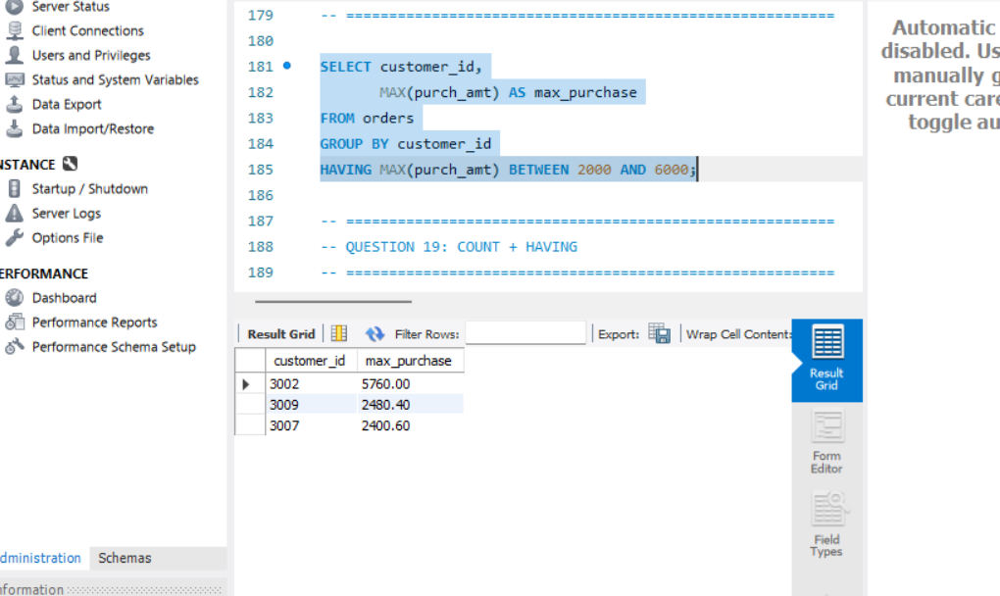 Server Status
Client Connections
Users and Privileges
Status and System Variables
Data Export
Data Import/Restore
NSTANCE
Startup / Shutdown
Server Logs
Options File
ERFORMANCE
Dashboard
Performance Reports
Performance Schema Setup
dministration Schemas
nformation
179 -- =========================================================
180
181 SELECT customer_id,
182 MAX(purch_amt) AS max_purchase
183 FROM orders
184 GROUP BY customer_id
185 HAVING MAX(purch_amt) BETWEEN 2000 AND 6000;
186
187 -- =========================================================
188 -- QUESTION 19: COUNT + HAVING
189 -- =========================================================
Result Grid Filter Rows: Export: Wrap Cell Content:
customer_id max_purchase
3002 5760.00
3009 2480.40
3007 2400.60
Result
Grid
Form
Editor
Field
Types
Automatic
disabled. Us
manually g
current care
toggle au